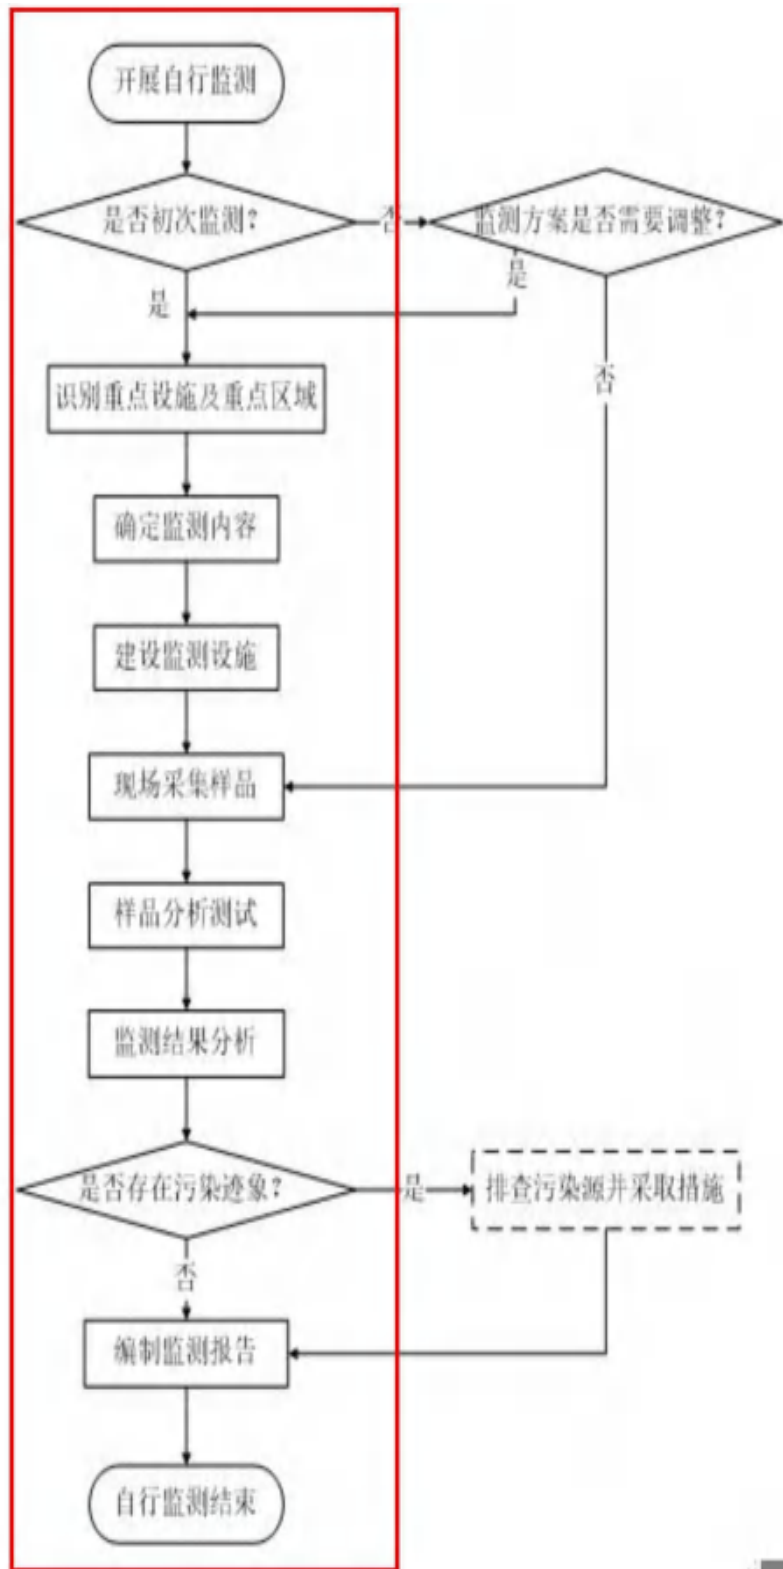 开展自行监测
是否初次监测？
否
监测方案是否需要调整？
是
是
否
识别重点设施及重点区域
确定监测内容
建设监测设施
现场采集样品
样品分析测试
监测结果分析
是否存在污染迹象？
是
排查污染源并采取措施
否
编制监测报告
自行监测结束